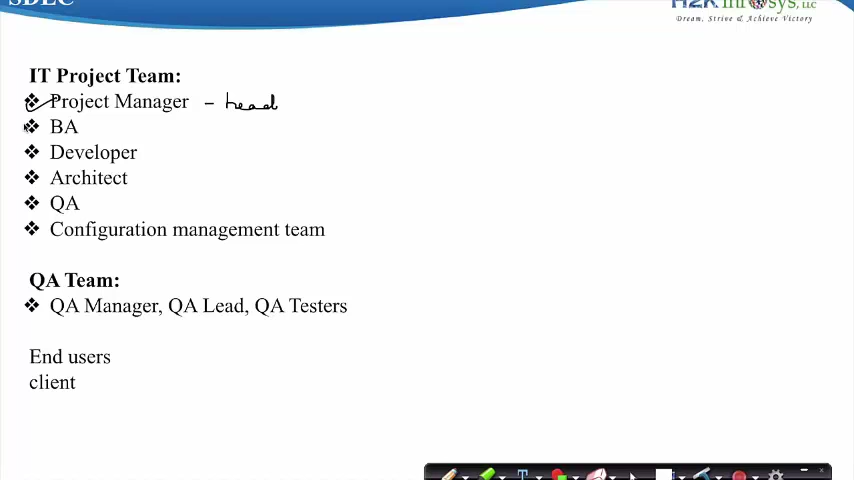 SDLC
H2K Infosys, LLC
Dream, Strive & Achieve Victory
IT Project Team:
❖ Project Manager - head
❖ BA
❖ Developer
❖ Architect
❖ QA
❖ Configuration management team
QA Team:
❖ QA Manager, QA Lead, QA Testers
End users
client